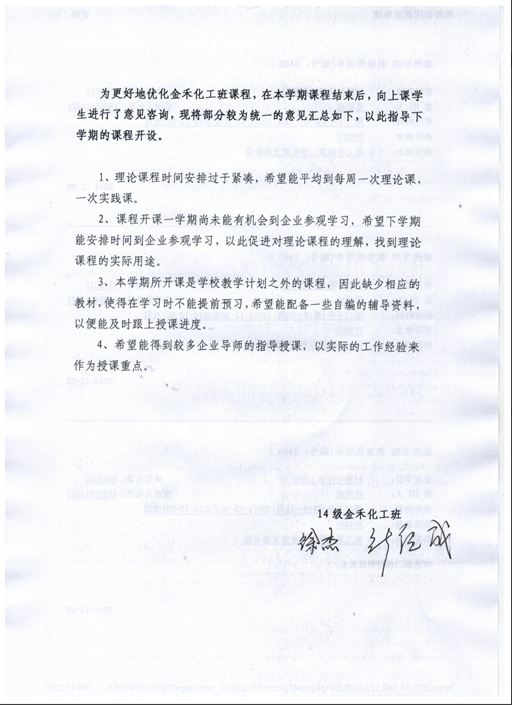 为更好地优化金禾化工班课程，在本学期课程结束后，向上课学
生进行了意见咨询，现将部分较为统一的意见汇总如下，以此指导下
学期的课程开设。
1、理论课程时间安排过于紧凑，希望能平均到每周一次理论课，
一次实践课。
2、课程开课一学期尚未能有机会到企业参观学习，希望下学期
能安排时间到企业参观学习，以此促进对理论课程的理解，找到理论
课程的实际用途。
3、本学期所开课是学校教学计划之外的课程，因此缺少相应的
教材，使得在学习时不能提前预习，希望能配备一些自编的辅导资料，
以便能及时跟上授课进度。
4、希望能得到较多企业导师的指导授课，以实际的工作经验来
作为授课重点。
14级金禾化工班
徐杰